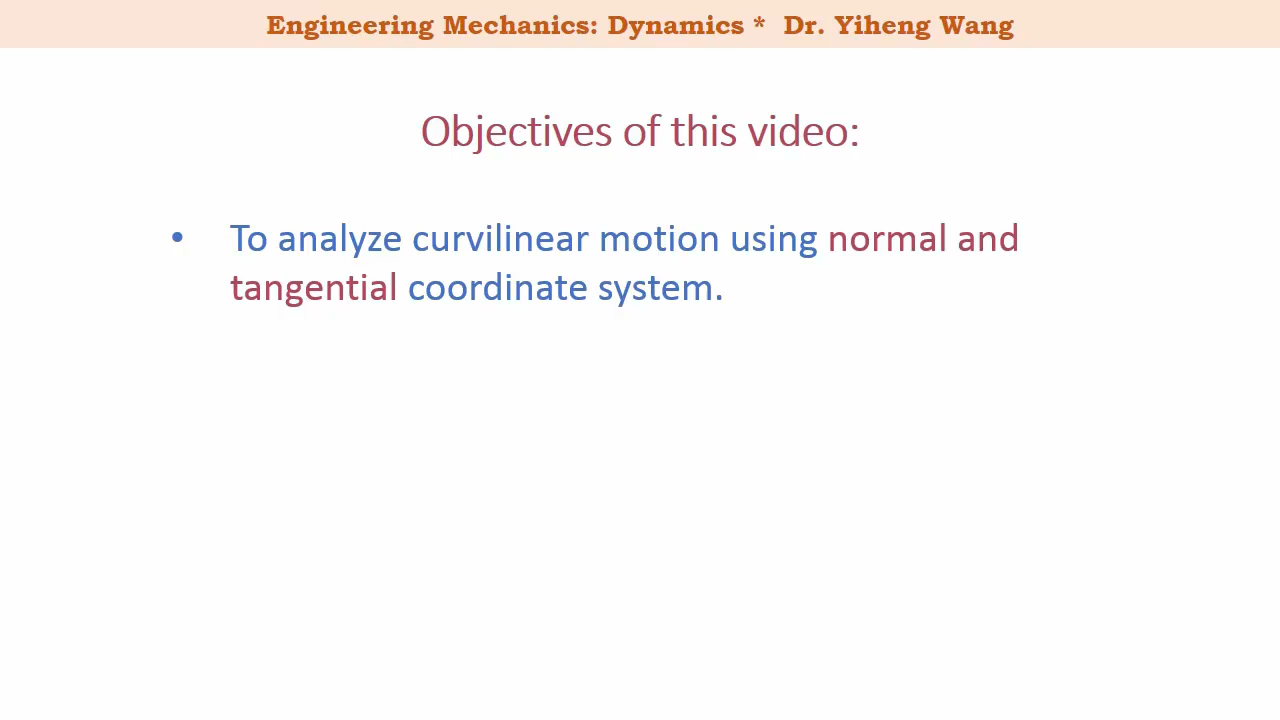 Engineering Mechanics: Dynamics * Dr. Yiheng Wang
Objectives of this video:
• To analyze curvilinear motion using normal and
tangential coordinate system.